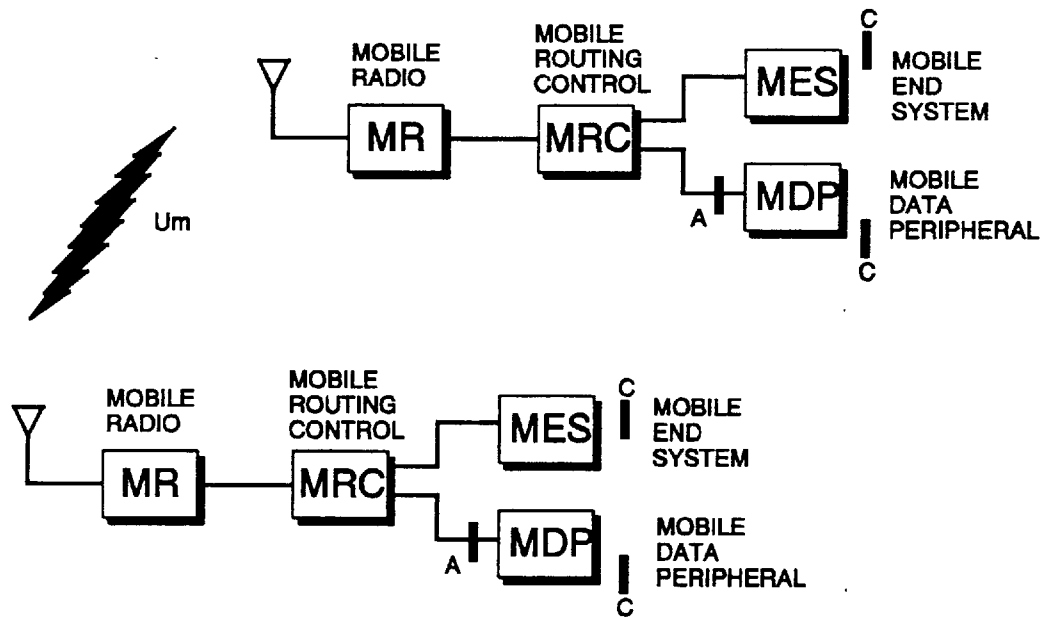 C
MOBILE
RADIO
MOBILE
ROUTING
CONTROL
MR
MRC
MES
MOBILE
END
SYSTEM
A
MDP
MOBILE
DATA
PERIPHERAL
C
Um
MOBILE
RADIO
MOBILE
ROUTING
CONTROL
MR
MRC
C
MES
MOBILE
END
SYSTEM
A
MDP
MOBILE
DATA
PERIPHERAL
C